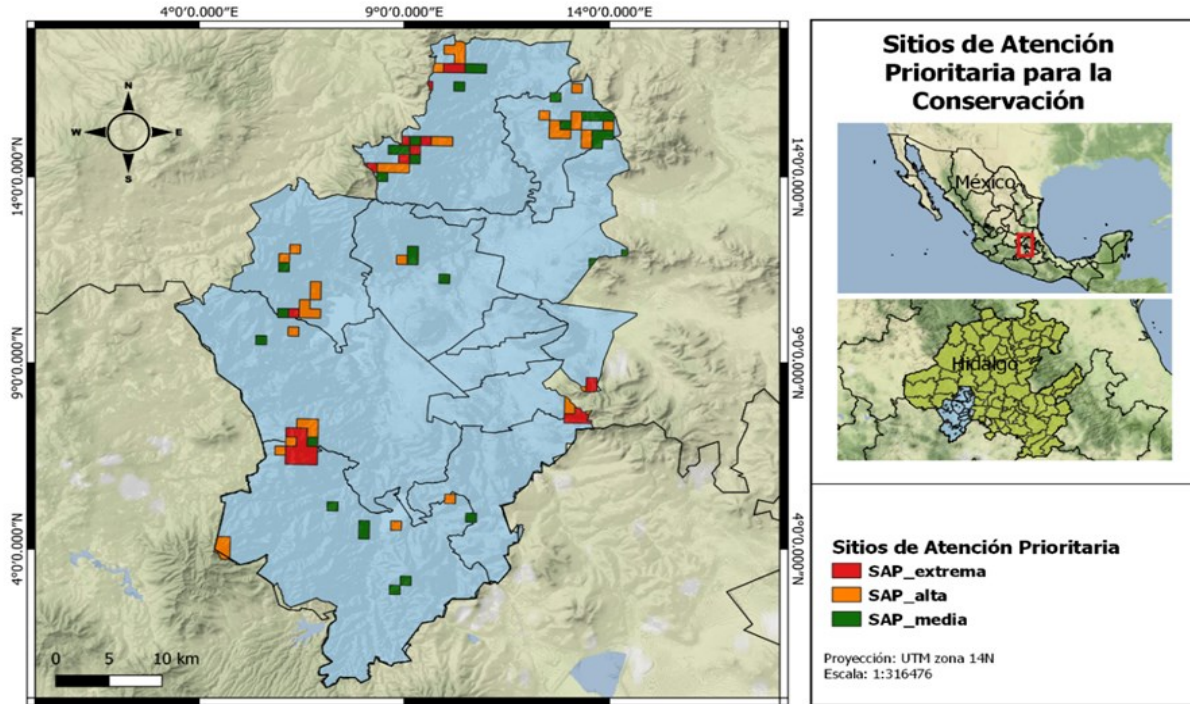 4°0'0.000"N
9°0'0.000"N
14°0'0.000"N
N
W
E
S
14°0'0.000"N
9°0'0.000"N
4°0'0.000"N
14°0'0.000"N
9°0'0.000"N
4°0'0.000"N
0 5 10 km
Sitios de Atención
Prioritaria para la
Conservación
México
Hidalgo
Sitios de Atención Prioritaria
SAP_extrema
SAP_alta
SAP_media
Proyección: UTM zona 14N
Escala: 1:316476